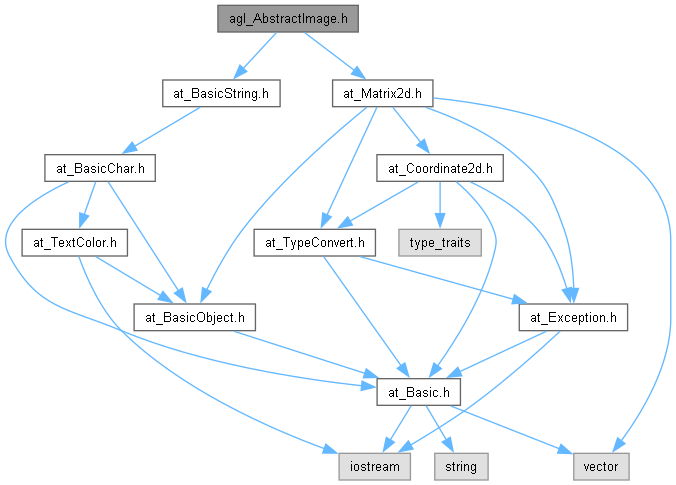 agl_AbstractImage.h
at_BasicString.h
at_Matrix2d.h
at_BasicChar.h
at_Coordinate2d.h
at_TextColor.h
at_TypeConvert.h
type_traits
at_BasicObject.h
at_Exception.h
at_Basic.h
iostream
string
vector